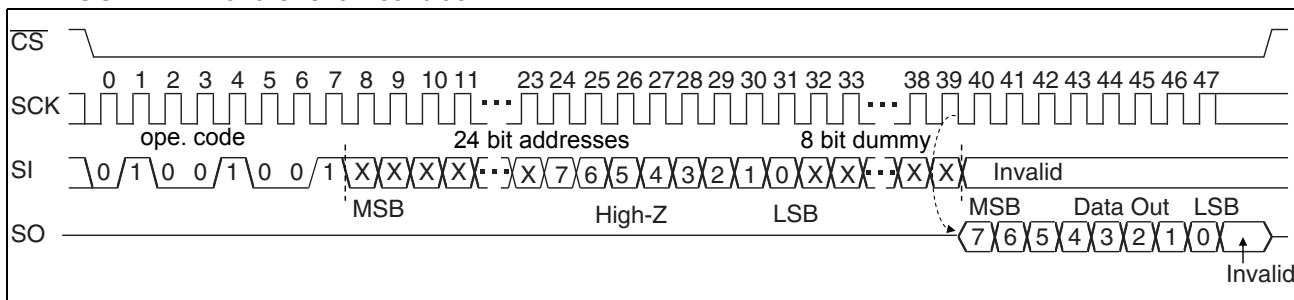 CS
0 1 2 3 4 5 6 7 8 9 10 11 23 24 25 26 27 28 29 30 31 32 33 38 39 40 41 42 43 44 45 46 47
SCK
ope. code 24 bit addresses 8 bit dummy
SI 0 1 0 0 1 0 0 1 X X X X X 7 6 5 4 3 2 1 0 X X X X Invalid
MSB High-Z LSB MSB Data Out LSB
SO 7 6 5 4 3 2 1 0
Invalid